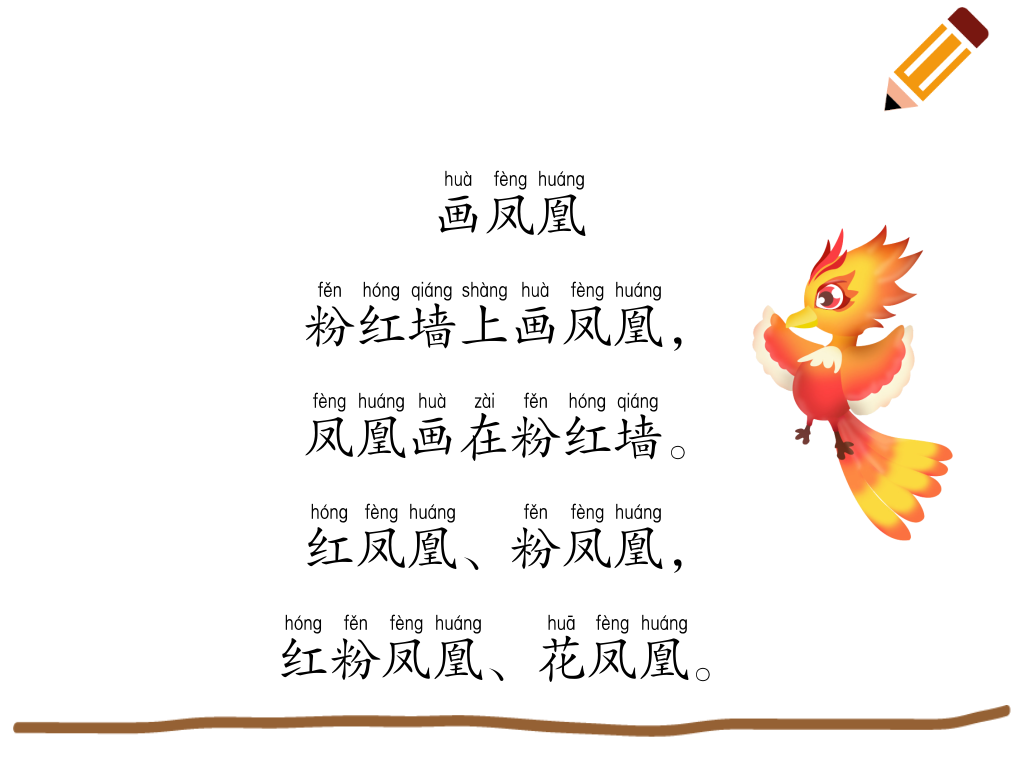 huà fèng huáng
画凤凰
fěn hóng qiáng shàng huà fèng huáng
粉红墙上画凤凰，
fèng huáng huà zài fěn hóng qiáng
凤凰画在粉红墙。
hóng fèng huáng fěn fèng huáng
红凤凰、粉凤凰，
hóng fěn fèng huáng huā fèng huáng
红粉凤凰、花凤凰。